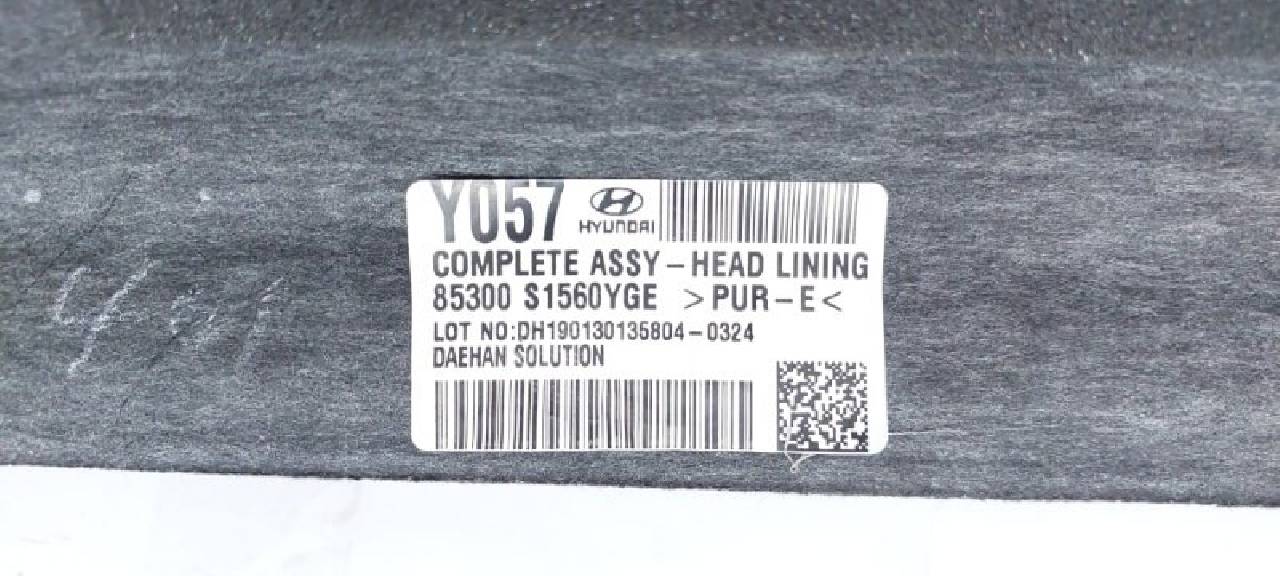 Y057 HYUNDAI
COMPLETE ASSY-HEAD LINING
85300 S1560YGE >PUR-E<
LOT NO:DH190130135804-0324
DAEHAN SOLUTION